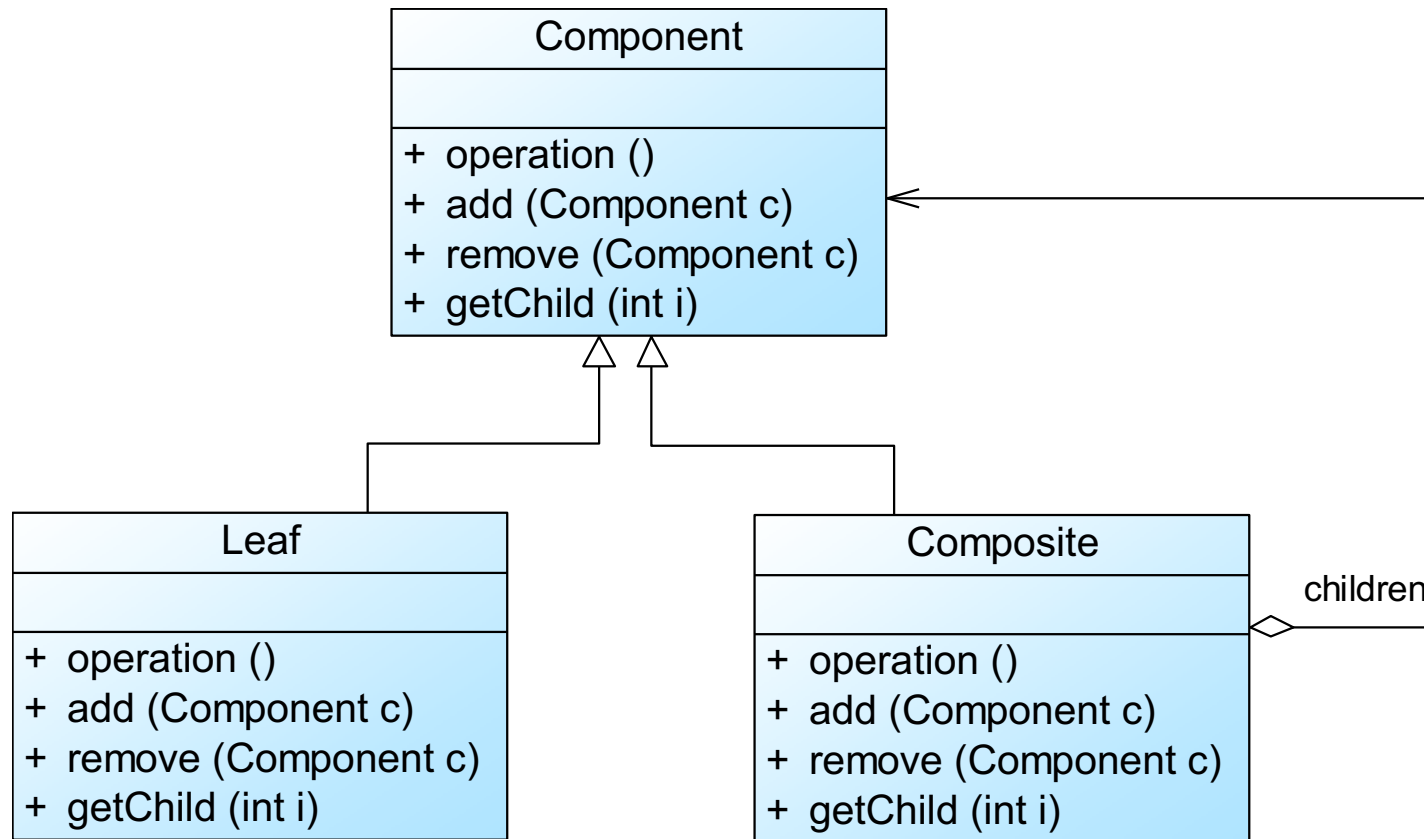 Component
+ operation ()
+ add (Component c)
+ remove (Component c)
+ getChild (int i)
Leaf
+ operation ()
+ add (Component c)
+ remove (Component c)
+ getChild (int i)
Composite
+ operation ()
+ add (Component c)
+ remove (Component c)
+ getChild (int i)
children